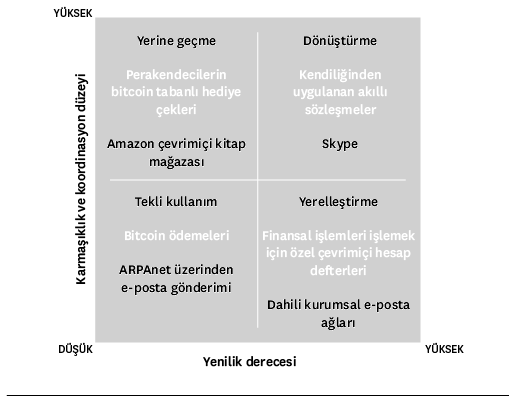 YÜKSEK
Karmaşıklık ve koordinasyon düzeyi
Yerine geçme
Perakendecilerin
bitcoin tabanlı hediye
çekleri
Amazon çevrimiçi kitap
mağazası
Dönüştürme
Kendiliğinden
uygulanan akıllı
sözleşmeler
Skype
Tekli kullanım
Bitcoin ödemeleri
ARPAnet üzerinden
e-posta gönderimi
Yerelleştirme
Finansal işlemleri işlemek
için özel çevrimiçi hesap
defterleri
Dahili kurumsal e-posta
ağları
DÜŞÜK
Yenilik derecesi
YÜKSEK